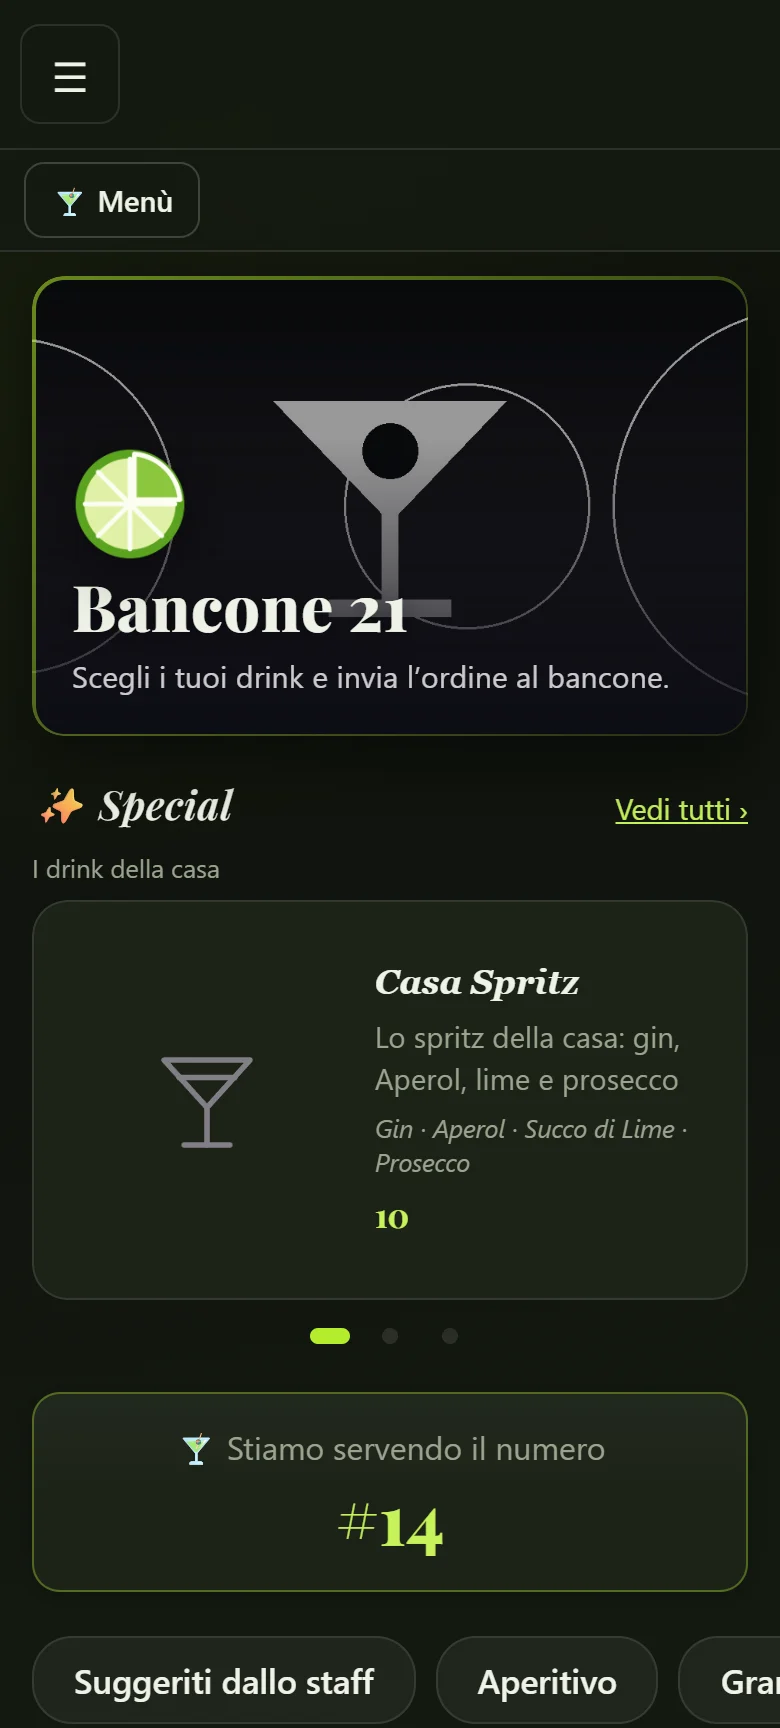 Menù
Bancone 21
Scegli i tuoi drink e invia l’ordine al bancone.
Special
Vedi tutti ›
I drink della casa
Casa Spritz
Lo spritz della casa: gin,
Aperol, lime e prosecco
Gin · Aperol · Succo di Lime ·
Prosecco
10
Stiamo servendo il numero
#14
Suggeriti dallo staff
Aperitivo